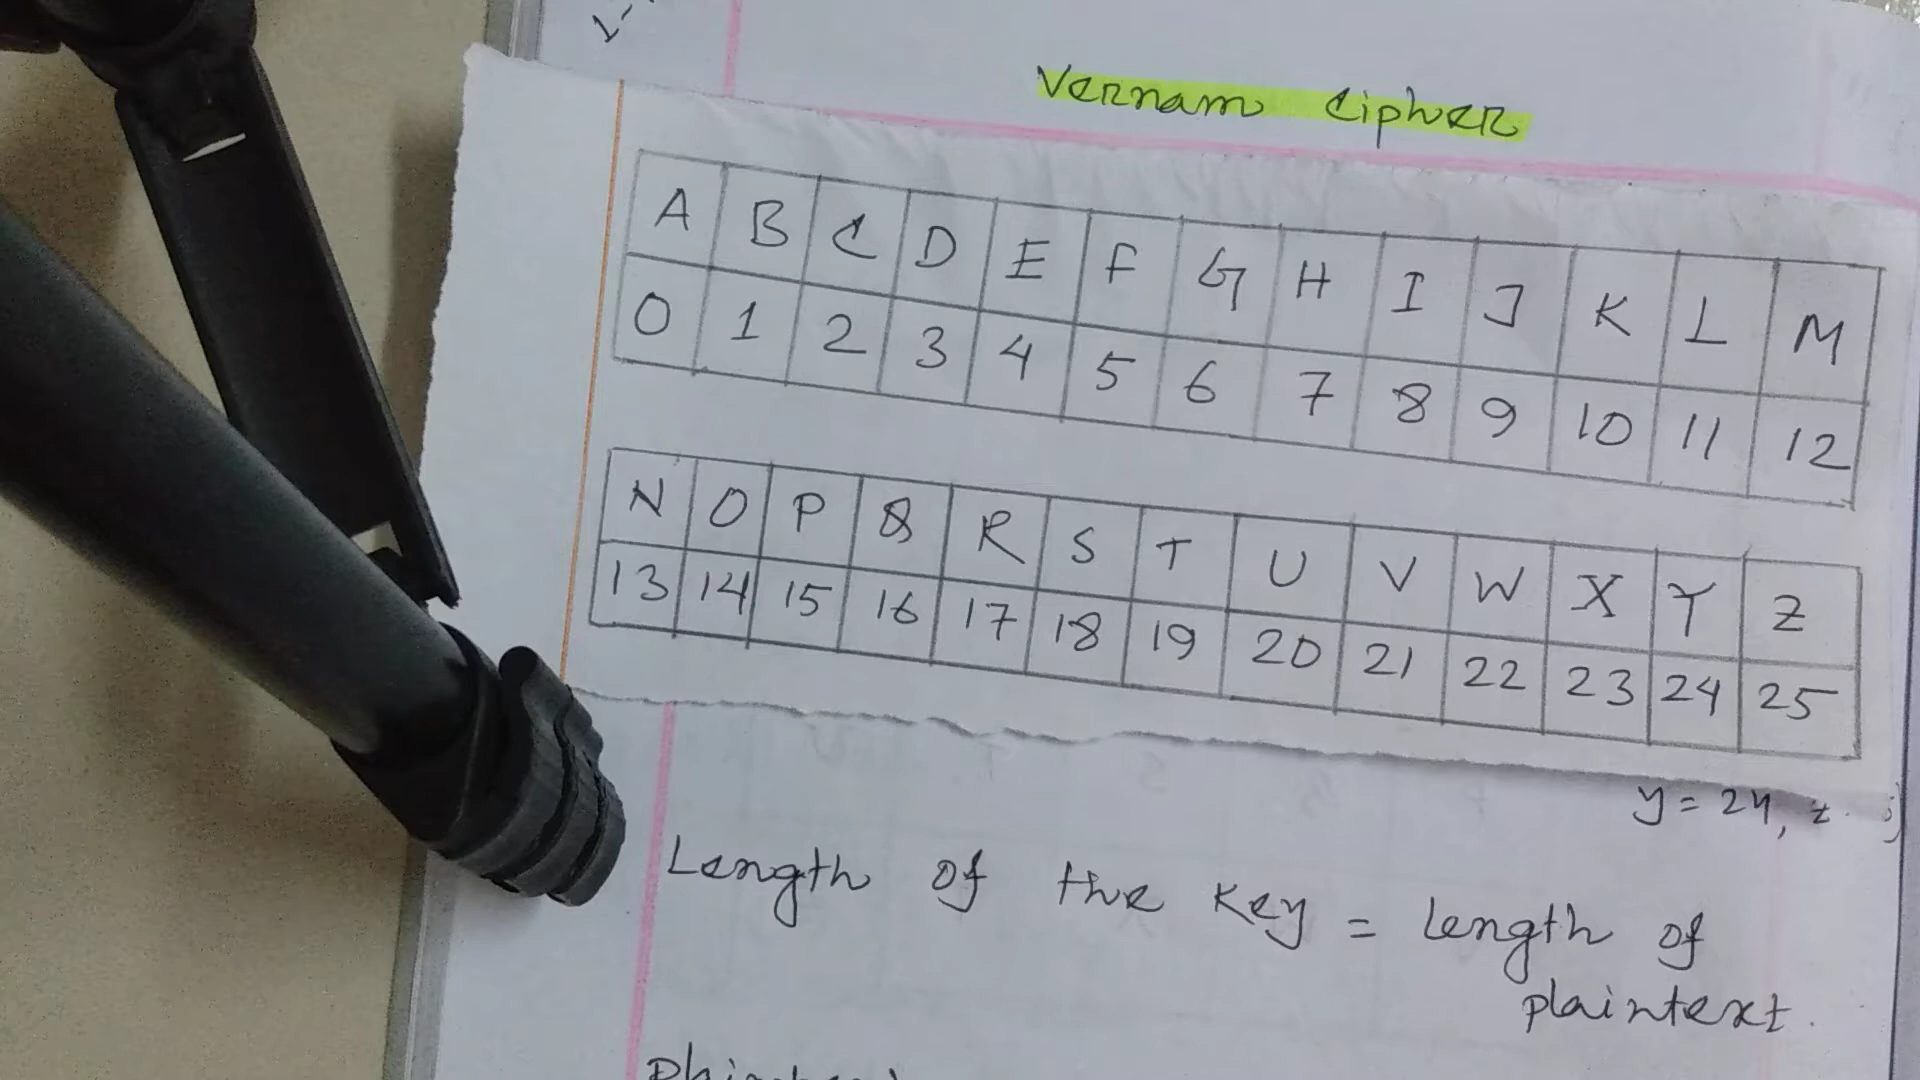 Vernam Cipher
A B C D E F G H I J K L M
0 1 2 3 4 5 6 7 8 9 10 11 12
N O P Q R S T U V W X Y Z
13 14 15 16 17 18 19 20 21 22 23 24 25
y = 24, z
Length of the key = Length of
plaintext.